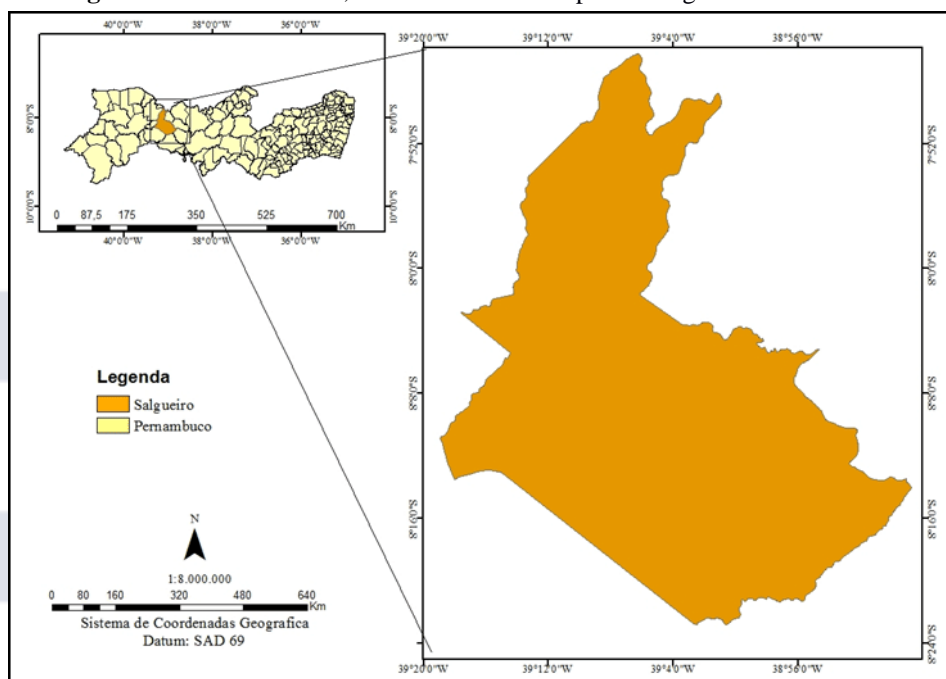 40°0'0"W 38°0'0"W 36°0'0"W
8°0'0"S 8°0'0"S
10°0'0"S 10°0'0"S
0 87,5 175 350 525 700
Km
40°0'0"W 38°0'0"W 36°0'0"W
39°20'0"W 39°12'0"W 39°4'0"W 38°56'0"W
7°52'0"S 7°52'0"S
8°0'0"S 8°0'0"S
8°8'0"S 8°8'0"S
8°16'0"S 8°16'0"S
8°24'0"S 8°24'0"S
39°20'0"W 39°12'0"W 39°4'0"W 38°56'0"W
Legenda
Salgueiro
Pernambuco
N
1:8.000.000
0 80 160 320 480 640
Km
Sistema de Coordenadas Geografica
Datum: SAD 69